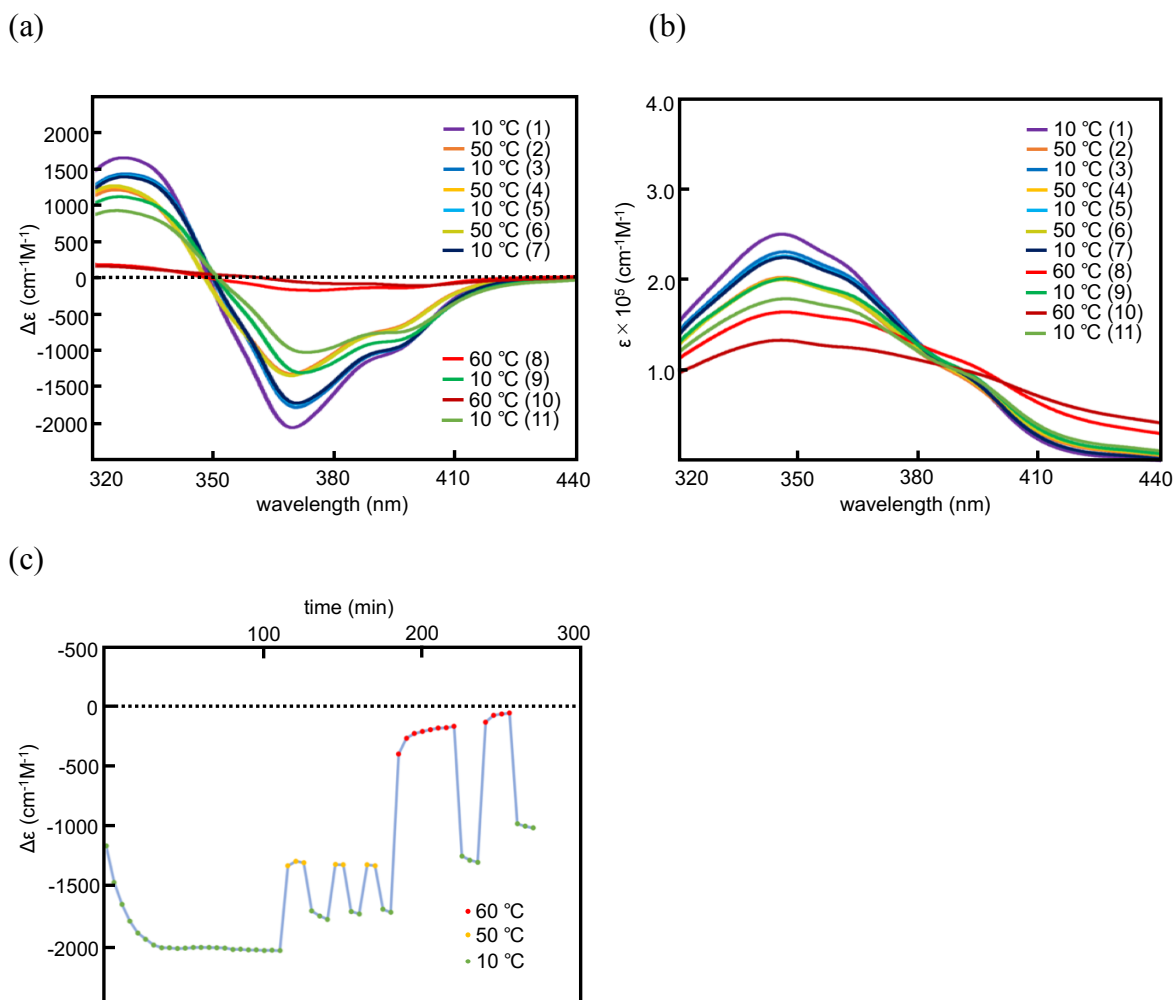 (a)
2000
1500
1000
500
0
-500
-1000
-1500
-2000
Δε (cm-1M-1)
320
350
380
410
440
wavelength (nm)
10 °C (1)
50 °C (2)
10 °C (3)
50 °C (4)
10 °C (5)
50 °C (6)
10 °C (7)
60 °C (8)
10 °C (9)
60 °C (10)
10 °C (11)
(b)
4.0
3.0
2.0
1.0
ε × 10⁵ (cm-1M-1)
320
350
380
410
440
wavelength (nm)
10 °C (1)
50 °C (2)
10 °C (3)
50 °C (4)
10 °C (5)
50 °C (6)
10 °C (7)
60 °C (8)
10 °C (9)
60 °C (10)
10 °C (11)
(c)
time (min)
100
200
300
-500
0
-500
-1000
-1500
-2000
Δε (cm-1M-1)
60 °C
50 °C
10 °C